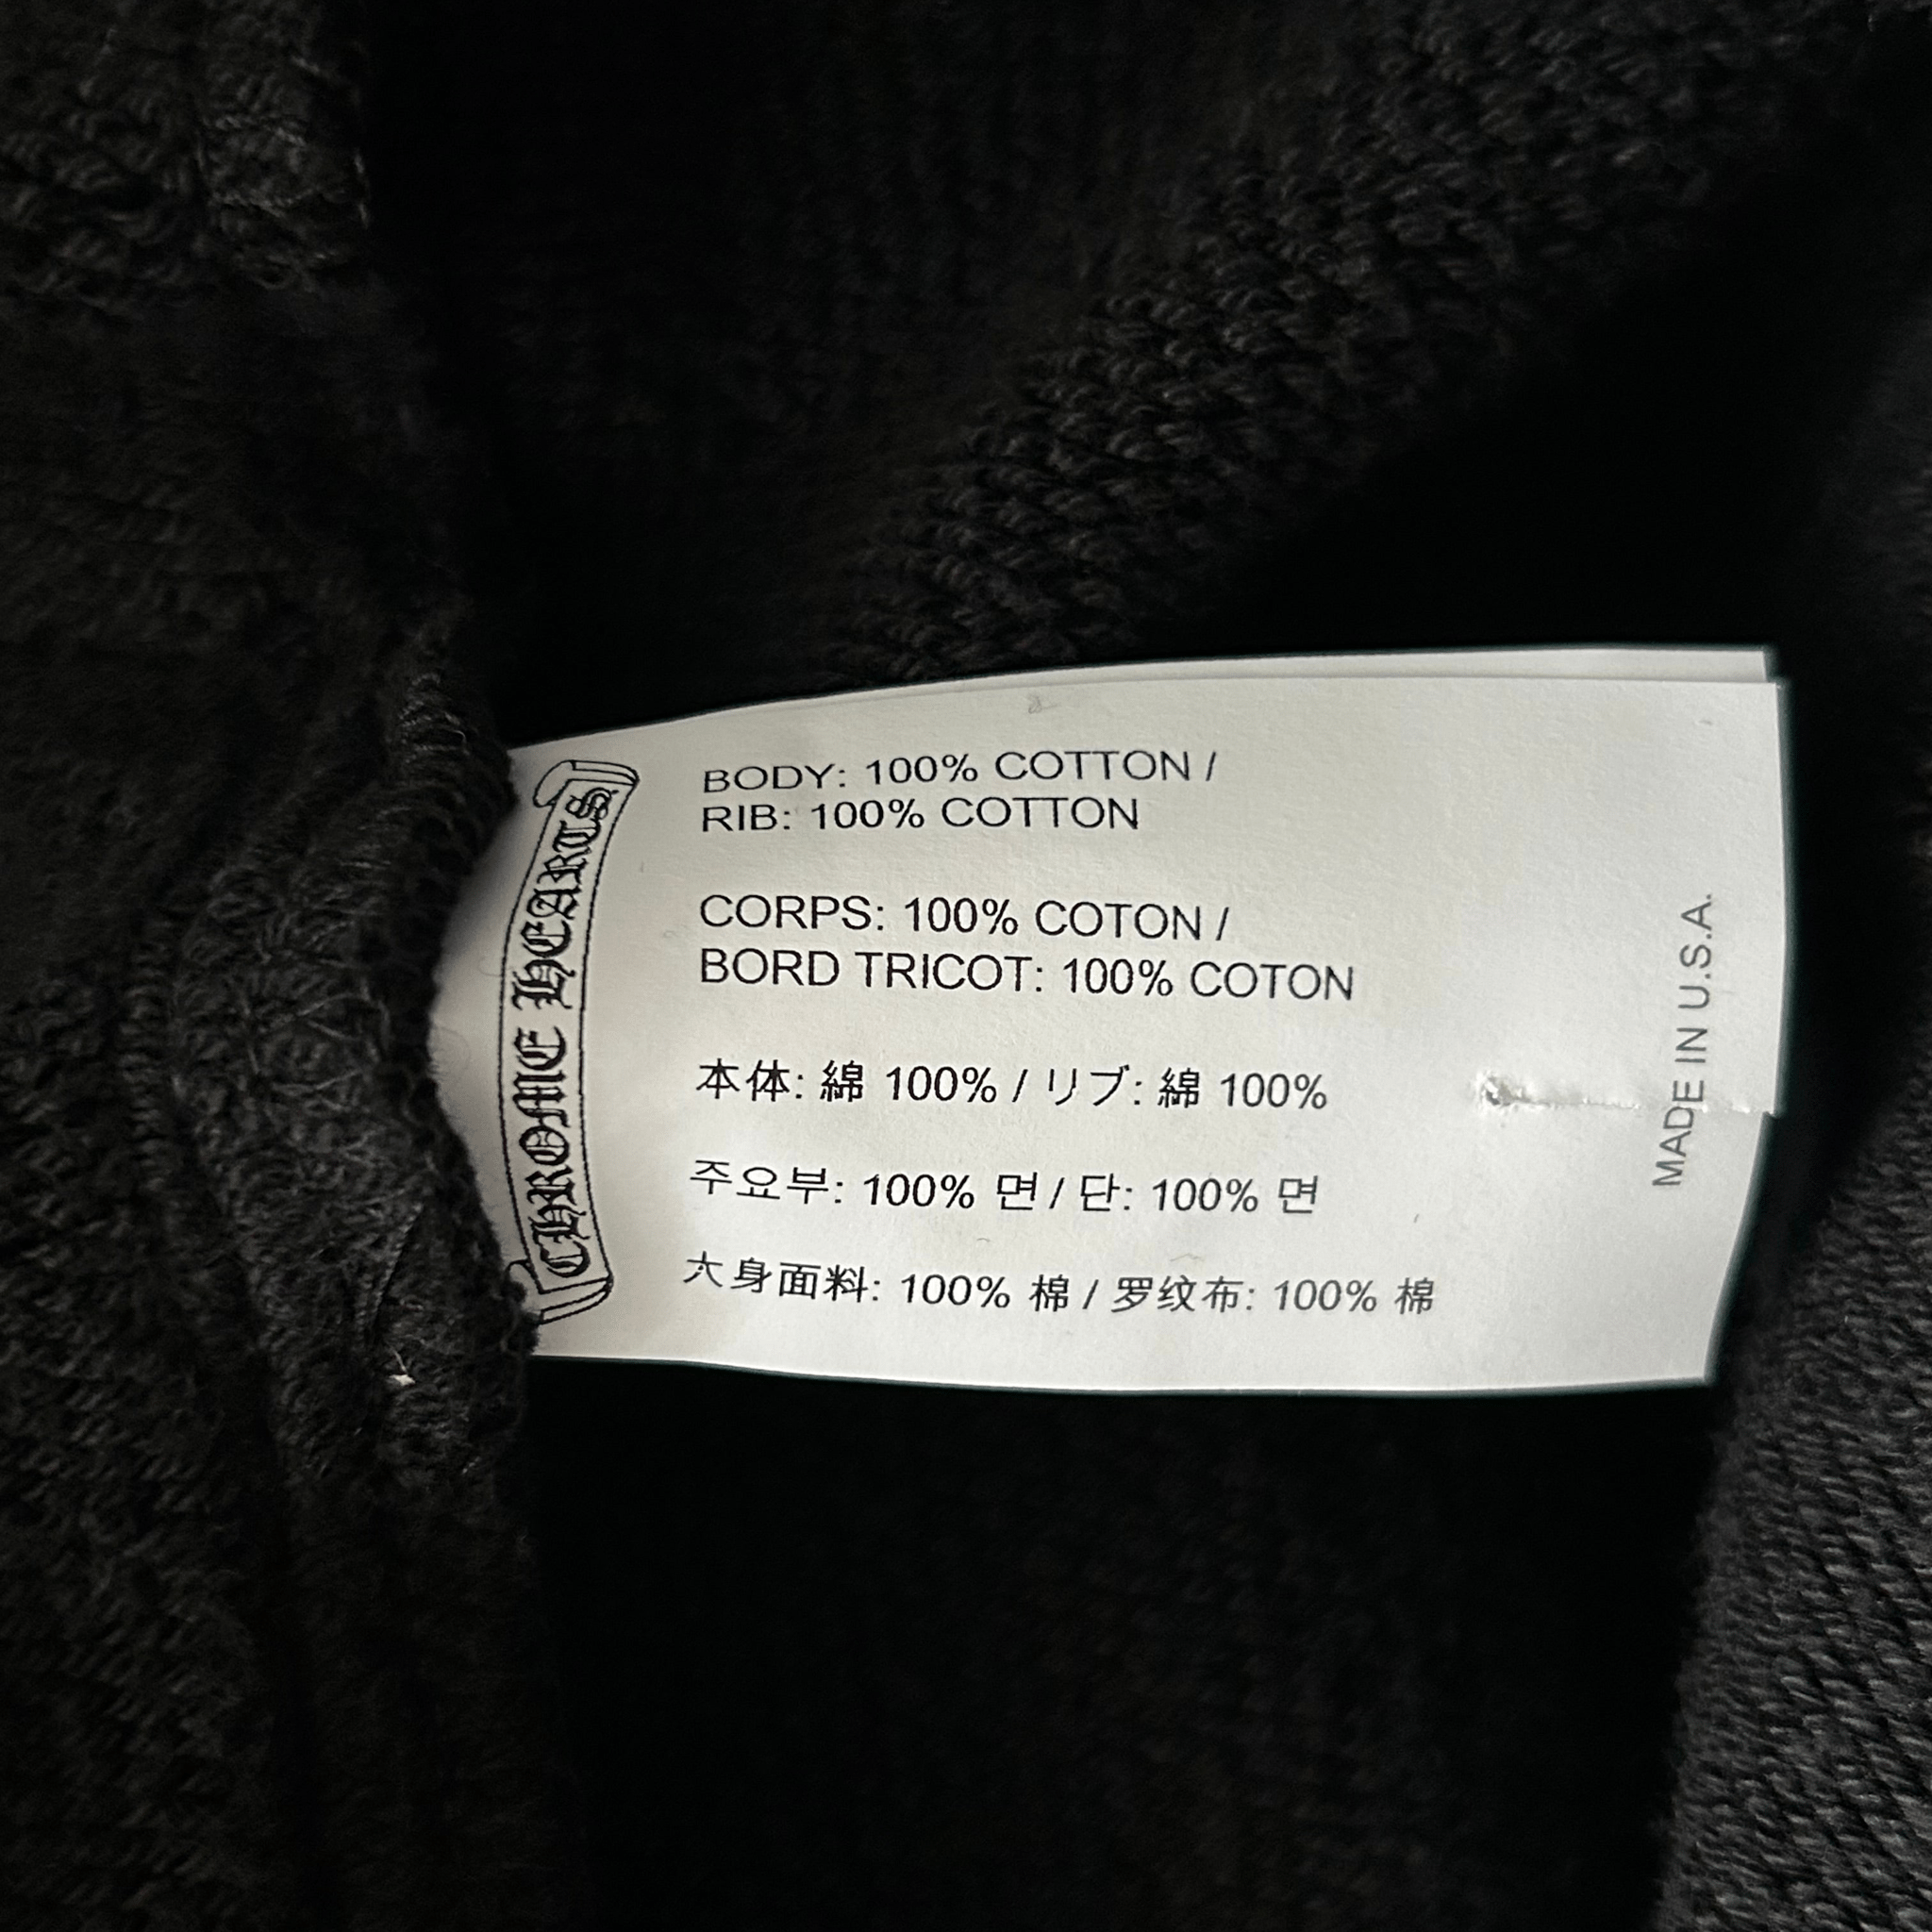 CHROME HEARTS
BODY: 100% COTTON /
RIB: 100% COTTON
CORPS: 100% COTON /
BORD TRICOT: 100% COTON
本体: 綿 100% / リブ: 綿 100%
주요부: 100% 면 / 단: 100% 면
大身面料: 100% 棉 / 罗纹布: 100% 棉
MADE IN U.S.A.